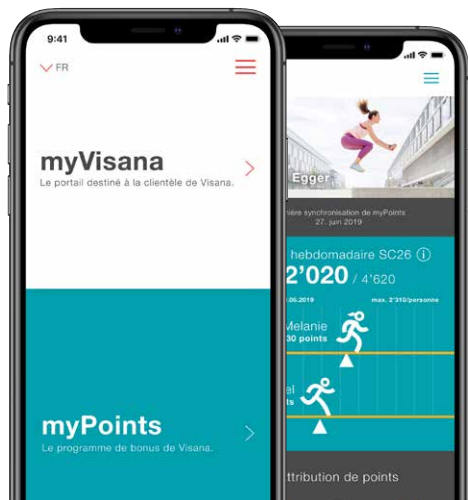 9:41
FR
myVisana
Le portail destiné à la clientèle de Visana.
myPoints
Le programme de bonus de Visana.
Egger
synchronisation de myPoints
27. juin 2019
hebdomadaire SC26
2'020 / 4'620
.2019 max. 2'310/personne
Melanie
30 points
de points